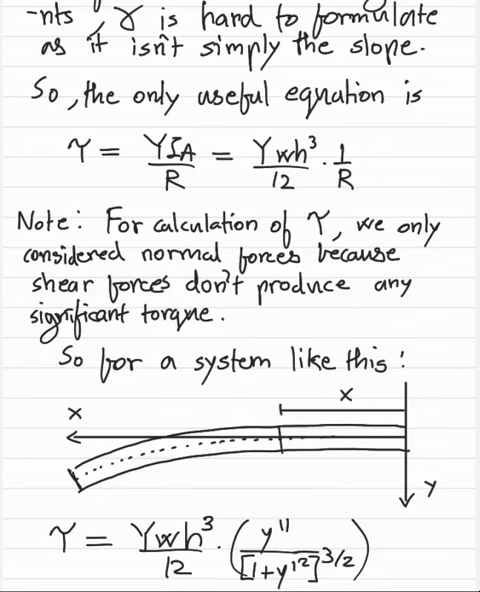 -nts, γ is hard to formulate
as it isn't simply the slope.
So, the only useful equation is
τ = YI_A/R = Ywh³/12 · 1/R
Note: For calculation of τ, we only
considered normal forces because
shear forces don't produce any
significant torque.
So for a system like this:
x
x
y
τ = Ywh³/12 · (y''/[1+y'²]^3/2)